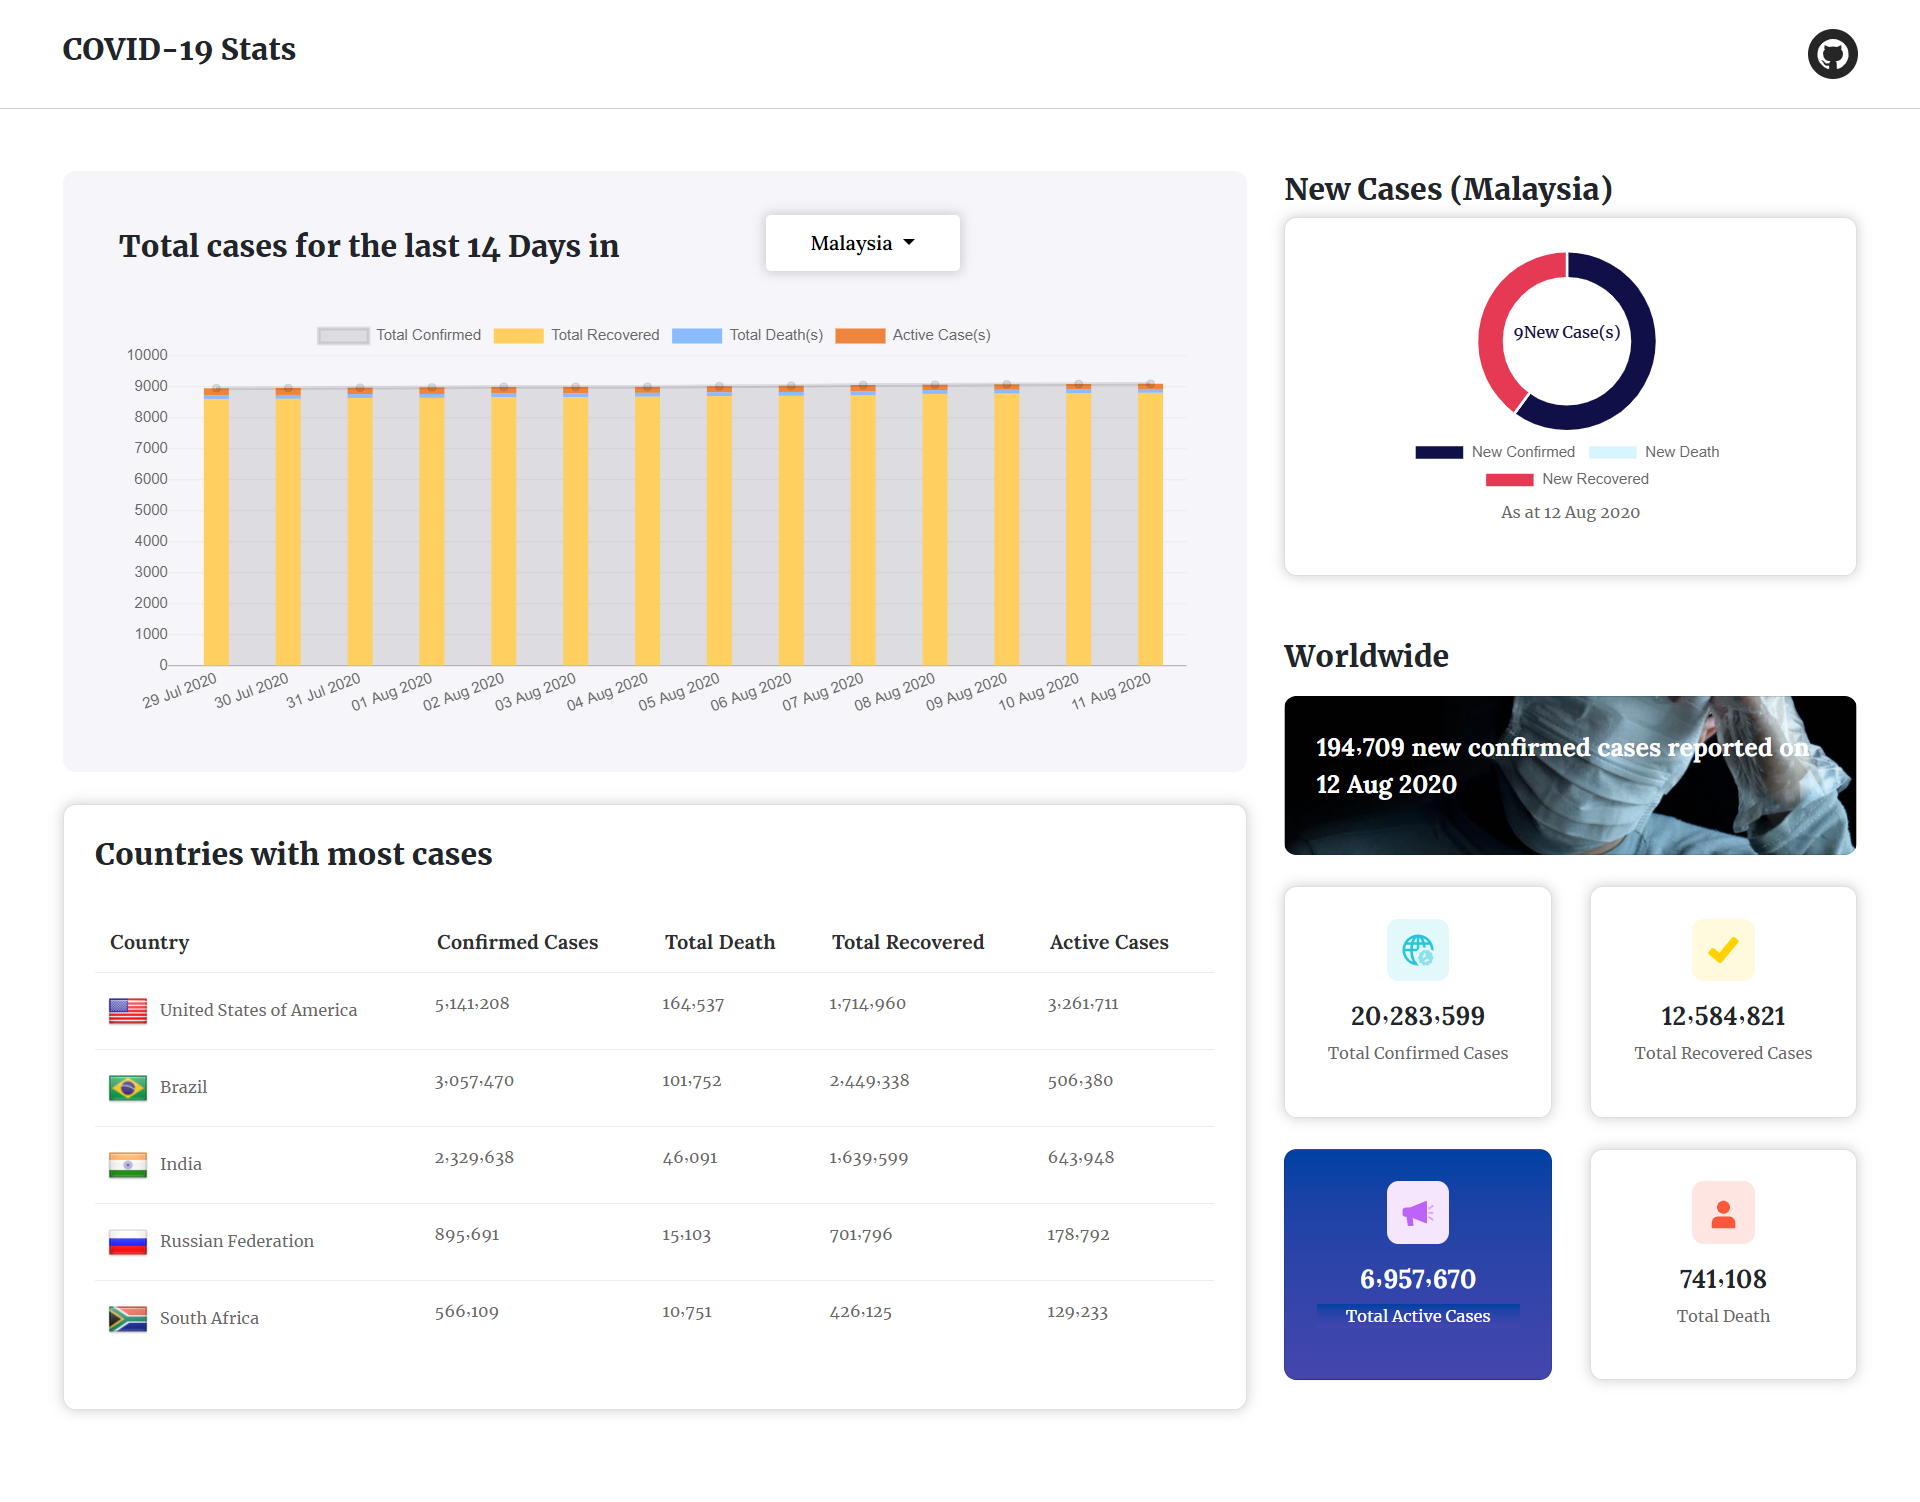 COVID-19 Stats
Total cases for the last 14 Days in
Malaysia
Total Confirmed
Total Recovered
Total Death(s)
Active Case(s)
10000
9000
8000
7000
6000
5000
4000
3000
2000
1000
0
29 Jul 2020
30 Jul 2020
31 Jul 2020
01 Aug 2020
02 Aug 2020
03 Aug 2020
04 Aug 2020
05 Aug 2020
06 Aug 2020
07 Aug 2020
08 Aug 2020
09 Aug 2020
10 Aug 2020
11 Aug 2020
Countries with most cases
Country Confirmed Cases Total Death Total Recovered Active Cases
United States of America 5,141,208 164,537 1,714,960 3,261,711
Brazil 3,057,470 101,752 2,449,338 506,380
India 2,329,638 46,091 1,639,599 643,948
Russian Federation 895,691 15,103 701,796 178,792
South Africa 566,109 10,751 426,125 129,233
New Cases (Malaysia)
9New Case(s)
New Confirmed
New Death
New Recovered
As at 12 Aug 2020
Worldwide
194,709 new confirmed cases reported on
12 Aug 2020
20,283,599
Total Confirmed Cases
12,584,821
Total Recovered Cases
6,957,670
Total Active Cases
741,108
Total Death